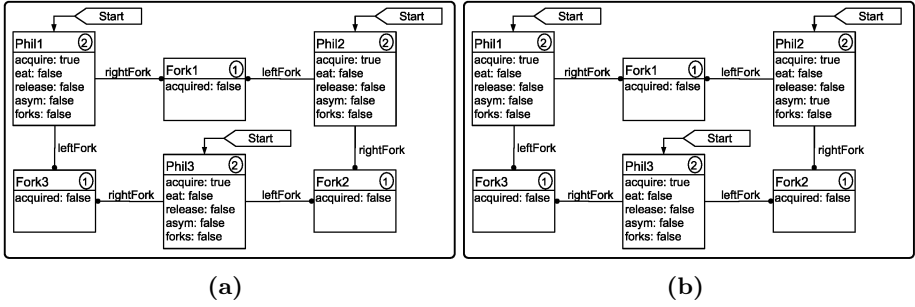 Start
Start
Phil1 2
acquire: true
eat: false
release: false
asym: false
forks: false
rightFork
Fork1 1
acquired: false
leftFork
Phil2 2
acquire: true
eat: false
release: false
asym: false
forks: false
leftFork
rightFork
Start
Fork3 1
acquired: false
rightFork
Phil3 2
acquire: true
eat: false
release: false
asym: false
forks: false
leftFork
Fork2 1
acquired: false
(a)
Start
Start
Phil1 2
acquire: true
eat: false
release: false
asym: false
forks: false
rightFork
Fork1 1
acquired: false
leftFork
Phil2 2
acquire: true
eat: false
release: false
asym: true
forks: false
leftFork
rightFork
Start
Fork3 1
acquired: false
rightFork
Phil3 2
acquire: true
eat: false
release: false
asym: false
forks: false
leftFork
Fork2 1
acquired: false
(b)